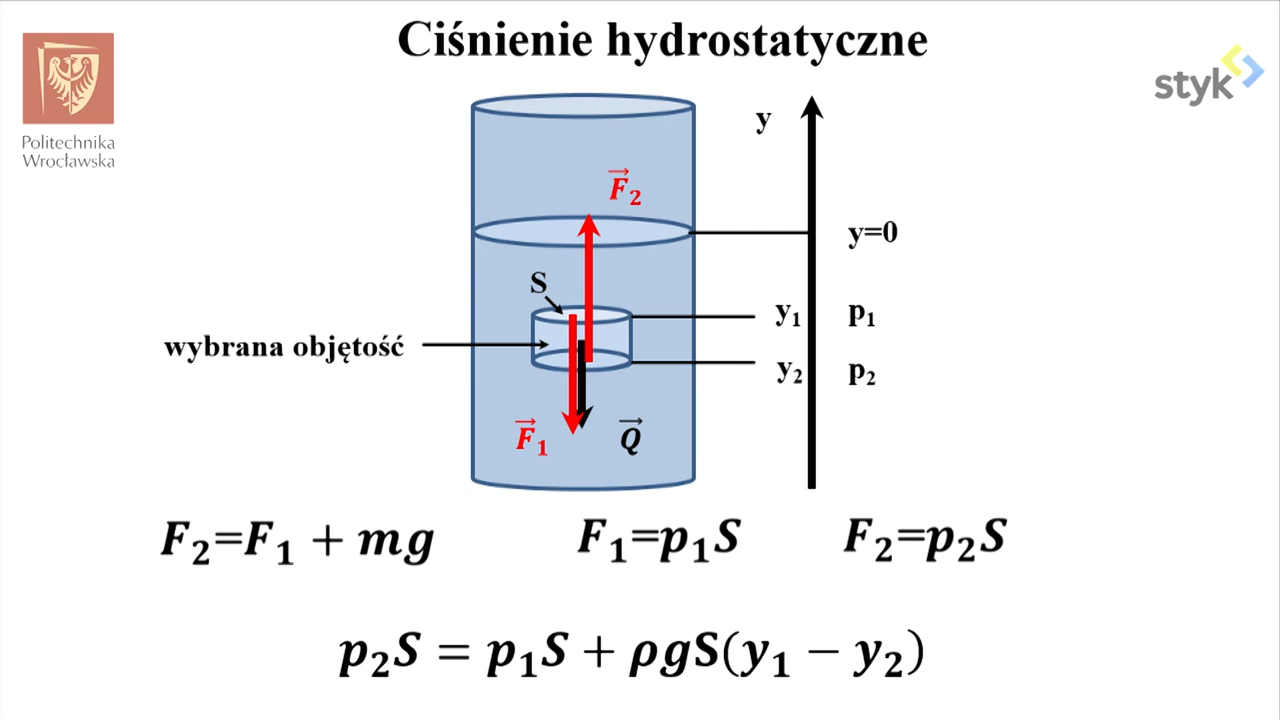 Ciśnienie hydrostatyczne
Politechnika
Wrocławska
styk
y
F⃗₂
y=0
S
y₁ p₁
wybrana objętość
y₂ p₂
F⃗₁ Q⃗
F₂=F₁ + mg F₁=p₁S F₂=p₂S
p₂S = p₁S + ρgS(y₁ − y₂)